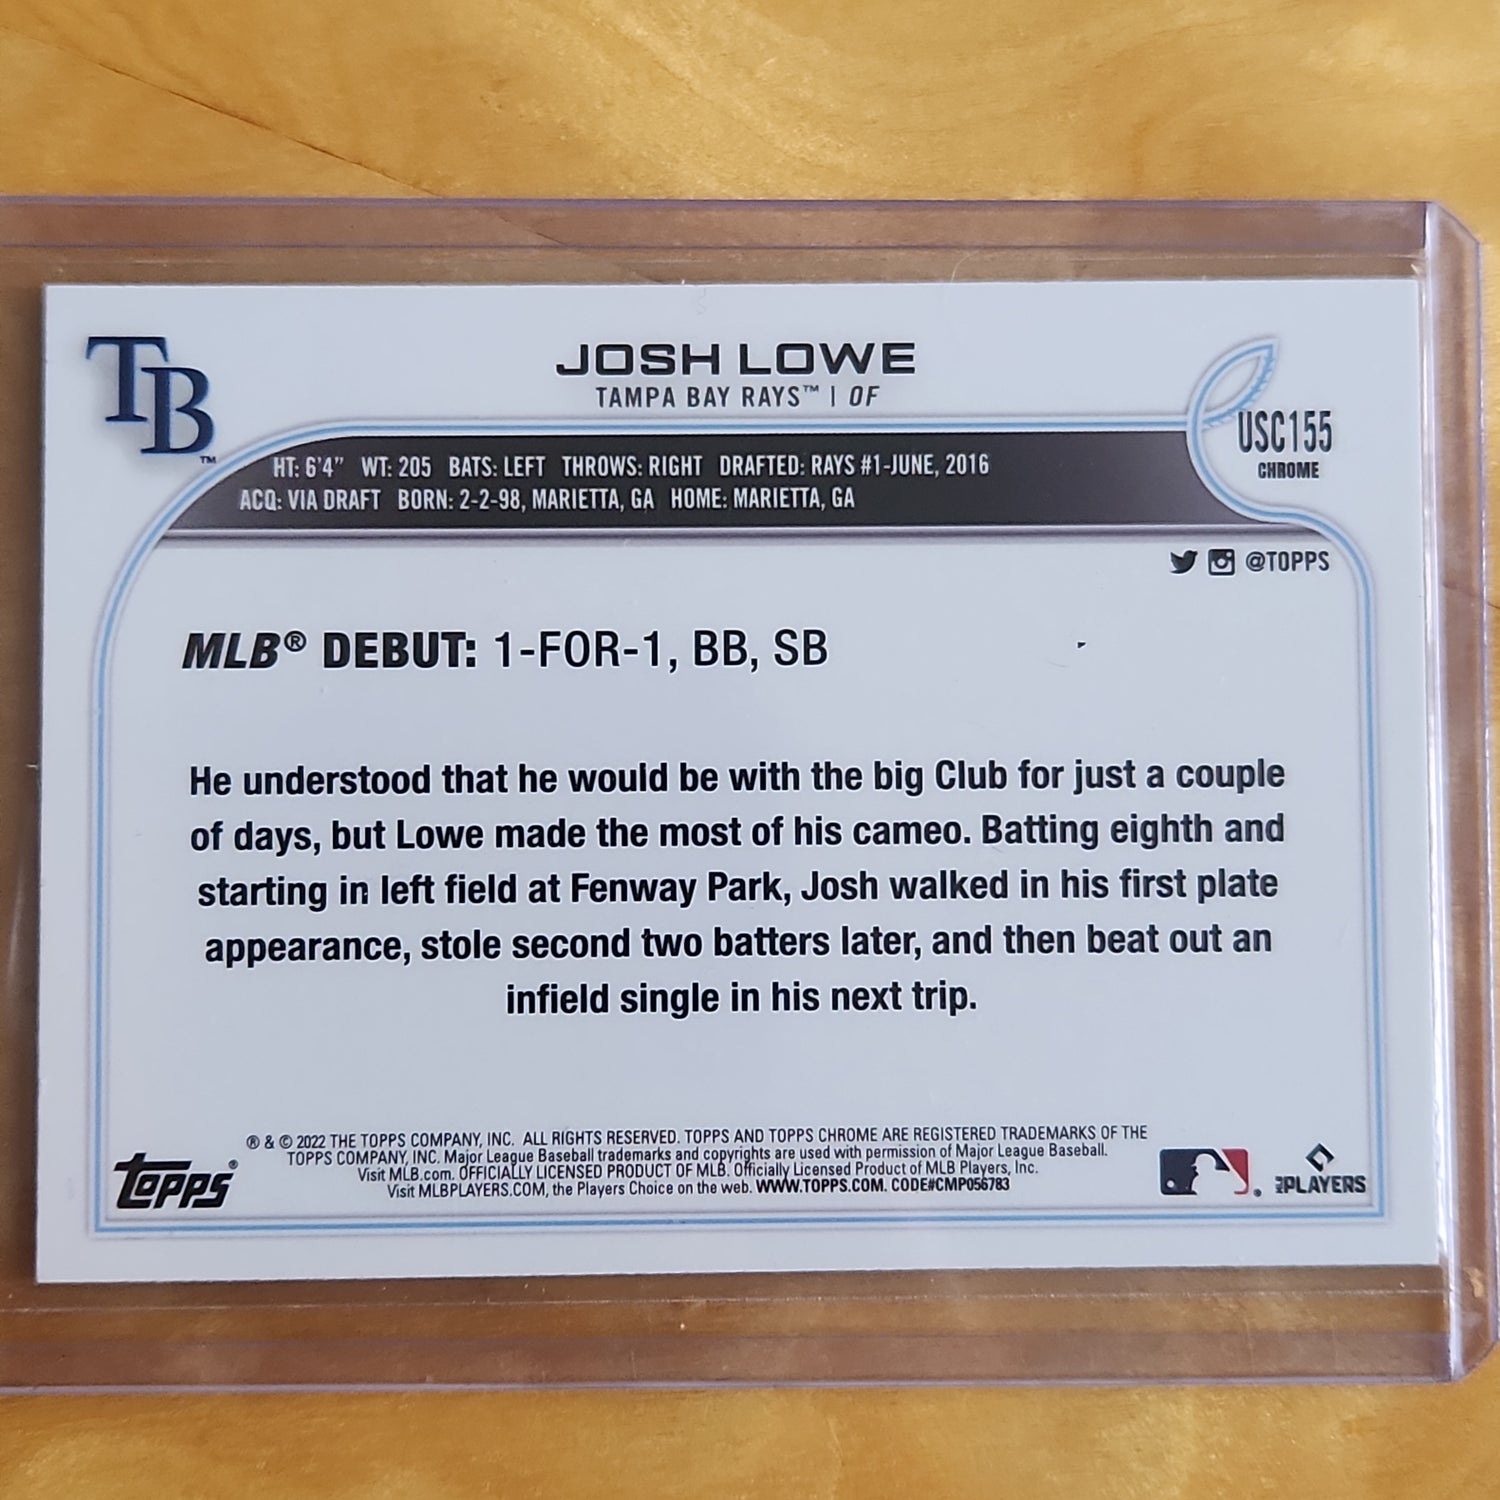 TB™
JOSH LOWE
TAMPA BAY RAYS™ | OF
USC155
CHROME
HT: 6'4" WT: 205 BATS: LEFT THROWS: RIGHT DRAFTED: RAYS #1-JUNE, 2016
ACQ: VIA DRAFT BORN: 2-2-98, MARIETTA, GA HOME: MARIETTA, GA
@TOPPS
MLB® DEBUT: 1-FOR-1, BB, SB
He understood that he would be with the big Club for just a couple
of days, but Lowe made the most of his cameo. Batting eighth and
starting in left field at Fenway Park, Josh walked in his first plate
appearance, stole second two batters later, and then beat out an
infield single in his next trip.
® & © 2022 THE TOPPS COMPANY, INC. ALL RIGHTS RESERVED. TOPPS AND TOPPS CHROME ARE REGISTERED TRADEMARKS OF THE
TOPPS COMPANY, INC. Major League Baseball trademarks and copyrights are used with permission of Major League Baseball.
Visit MLB.com. OFFICIALLY LICENSED PRODUCT OF MLB. Officially Licensed Product of MLB Players, Inc.
Visit MLBPLAYERS.COM, the Players Choice on the web. WWW.TOPPS.COM. CODE#CMP056783
topps®
MLB PLAYERS